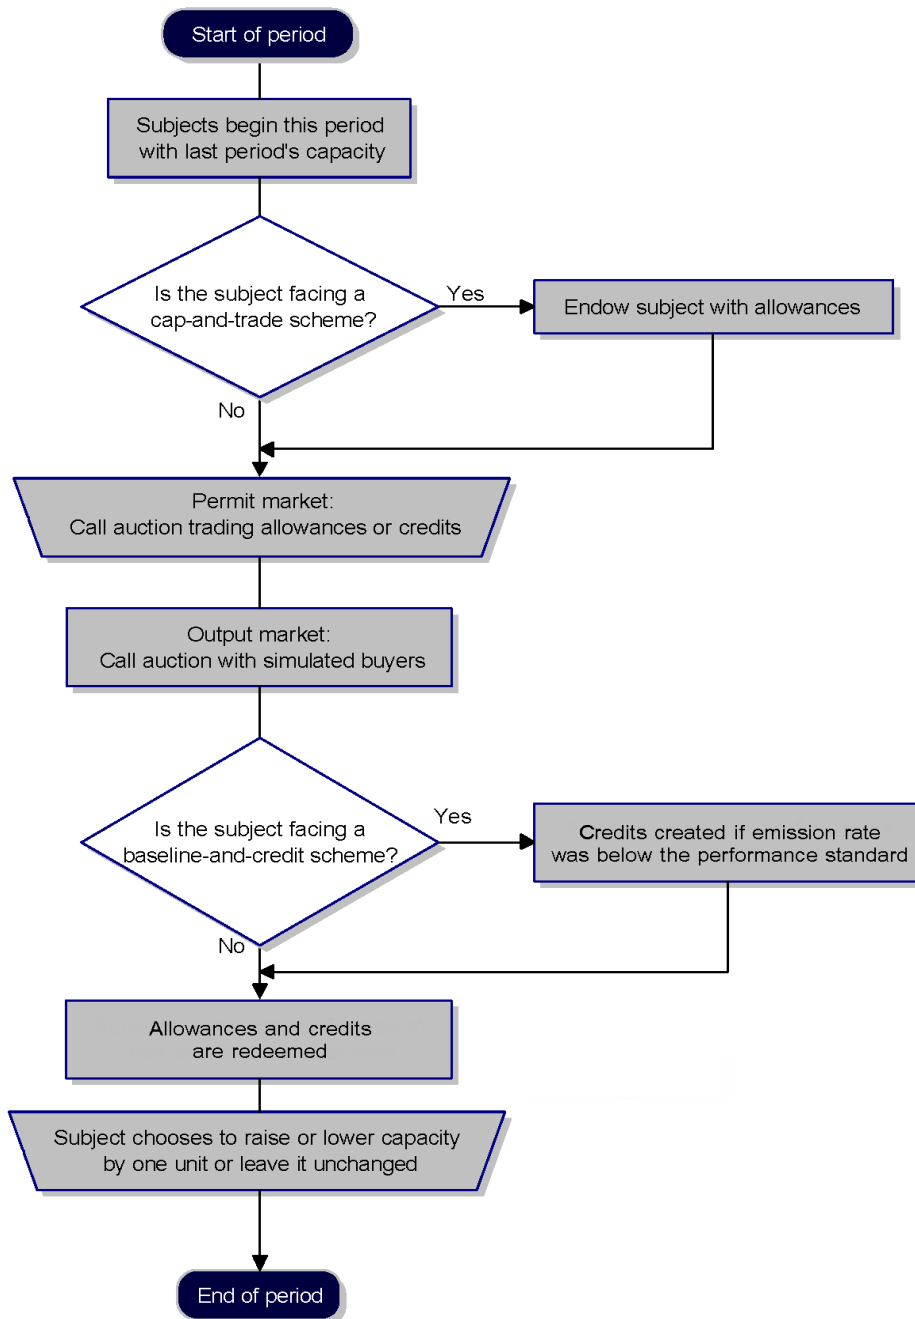 Start of period
Subjects begin this period
with last period's capacity
Is the subject facing a
cap-and-trade scheme?
Yes
Endow subject with allowances
No
Permit market:
Call auction trading allowances or credits
Output market:
Call auction with simulated buyers
Is the subject facing a
baseline-and-credit scheme?
Yes
Credits created if emission rate
was below the performance standard
No
Allowances and credits
are redeemed
Subject chooses to raise or lower capacity
by one unit or leave it unchanged
End of period